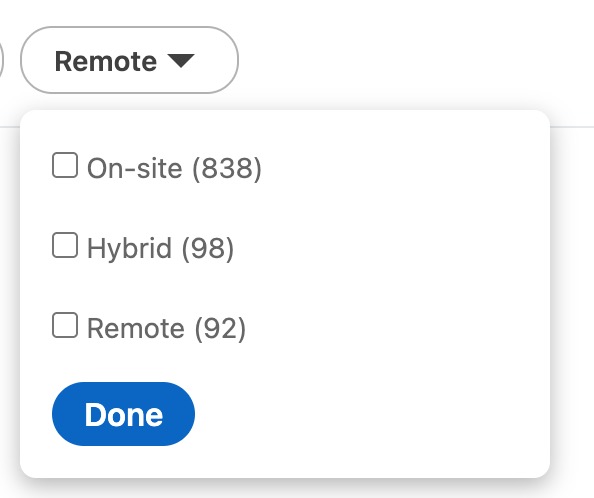 Remote
On-site (838)
Hybrid (98)
Remote (92)
Done